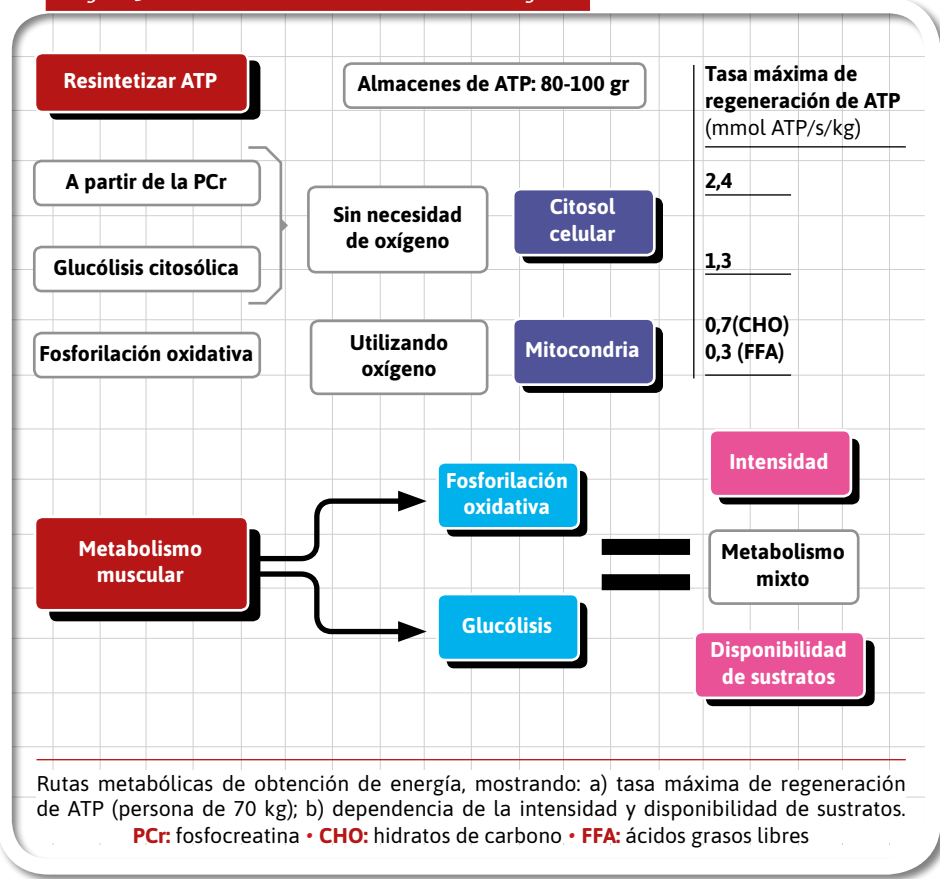 Resintetizar ATP
Almacenes de ATP: 80-100 gr
Tasa máxima de
regeneración de ATP
(mmol ATP/s/kg)
A partir de la PCr
2,4
Sin necesidad
de oxígeno
Citosol
celular
Glucólisis citosólica
1,3
Fosforilación oxidativa
Utilizando
oxígeno
Mitocondria
0,7(CHO)
0,3 (FFA)
Metabolismo
muscular
Fosforilación
oxidativa
Glucólisis
Intensidad
Metabolismo
mixto
Disponibilidad
de sustratos
Rutas metabólicas de obtención de energía, mostrando: a) tasa máxima de regeneración
de ATP (persona de 70 kg); b) dependencia de la intensidad y disponibilidad de sustratos.
PCr: fosfocreatina • CHO: hidratos de carbono • FFA: ácidos grasos libres